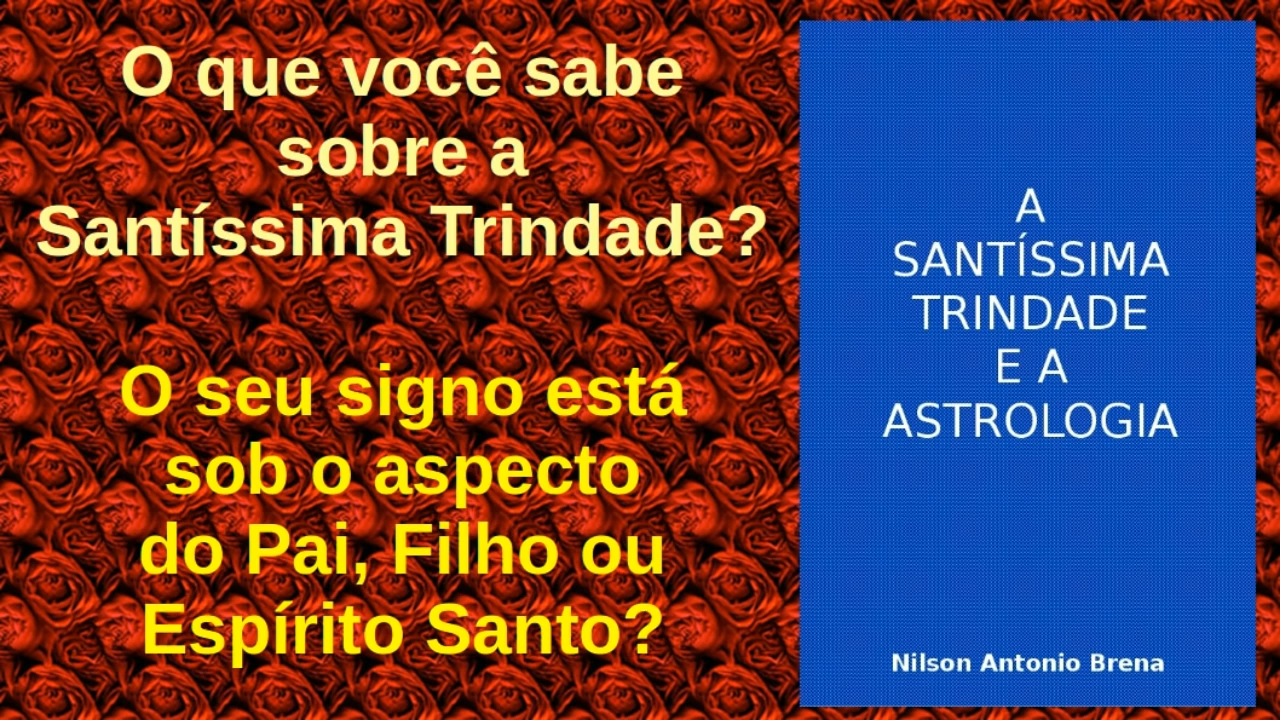 O que você sabe
sobre a
Santíssima Trindade?
O seu signo está
sob o aspecto
do Pai, Filho ou
Espírito Santo?
A
SANTÍSSIMA
TRINDADE
E A
ASTROLOGIA
Nilson Antonio Brena